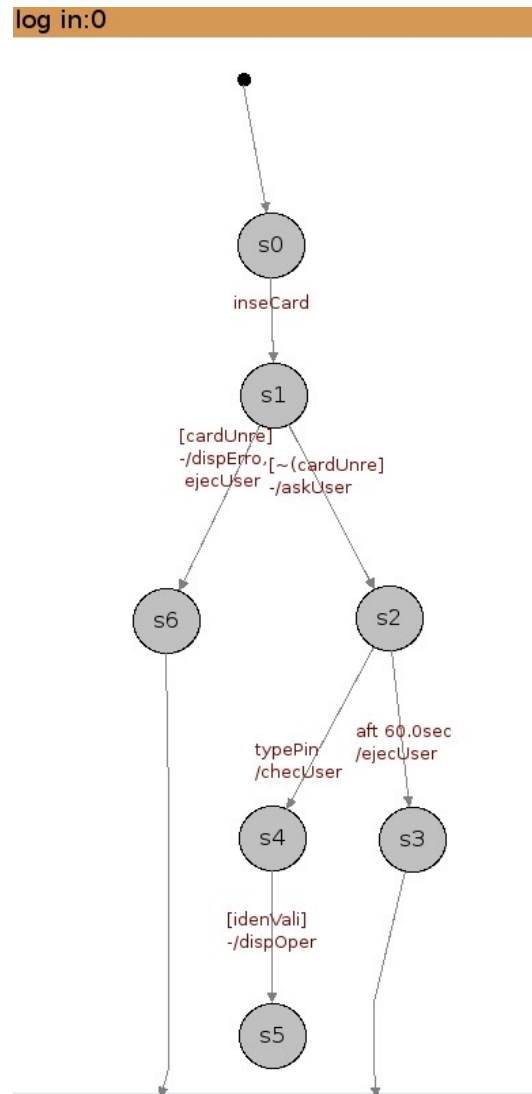 log in:0
s0
inseCard
s1
[cardUnre]
-/dispErro,
ejecUser
[~(cardUnre]
-/askUser
s6
s2
typePin
/checUser
aft 60.0sec
/ejecUser
s4
s3
[idenVali]
-/dispOper
s5